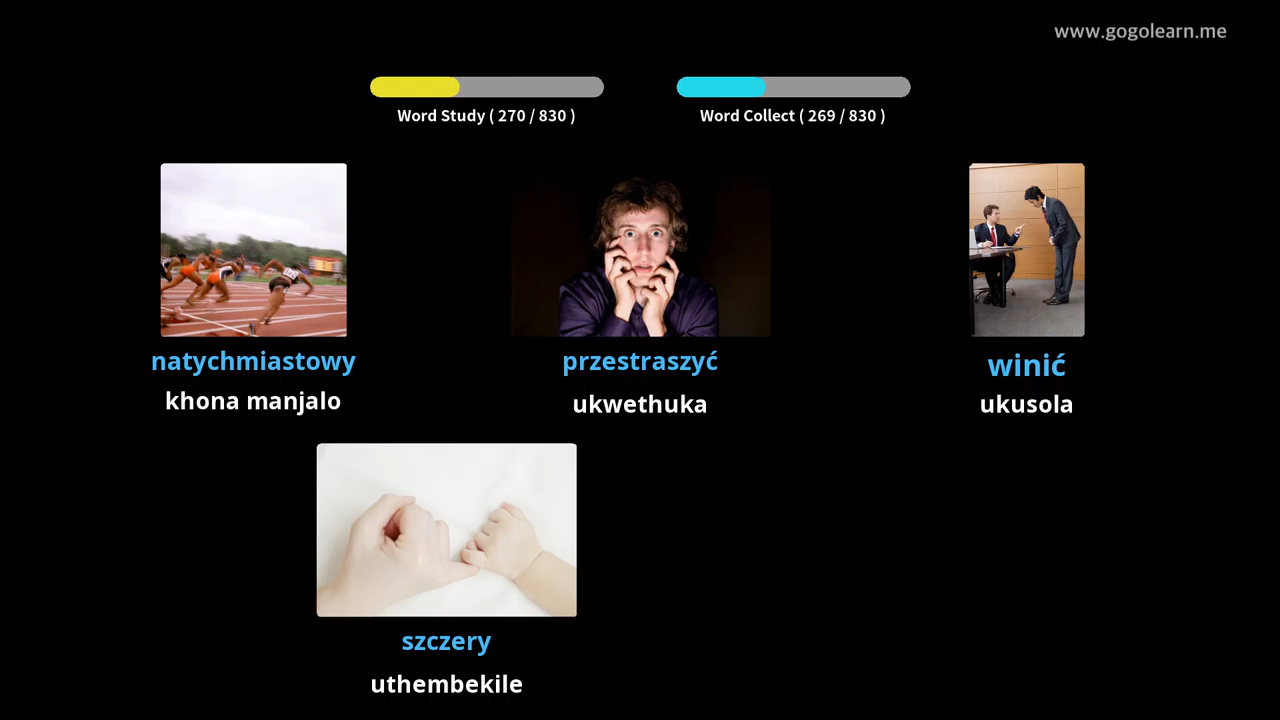 www.gogolearn.me
Word Study ( 270 / 830 )
Word Collect ( 269 / 830 )
natychmiastowy
khona manjalo
przestraszyć
ukwethuka
winić
ukusola
szczery
uthembekile